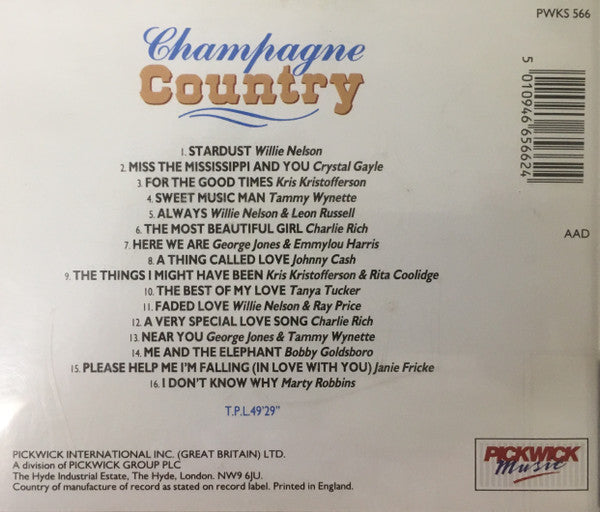 PWKS 566
Champagne
Country
5 010946 656624
AAD
1. STARDUST Willie Nelson
2. MISS THE MISSISSIPPI AND YOU Crystal Gayle
3. FOR THE GOOD TIMES Kris Kristofferson
4. SWEET MUSIC MAN Tammy Wynette
5. ALWAYS Willie Nelson & Leon Russell
6. THE MOST BEAUTIFUL GIRL Charlie Rich
7. HERE WE ARE George Jones & Emmylou Harris
8. A THING CALLED LOVE Johnny Cash
9. THE THINGS I MIGHT HAVE BEEN Kris Kristofferson & Rita Coolidge
10. THE BEST OF MY LOVE Tanya Tucker
11. FADED LOVE Willie Nelson & Ray Price
12. A VERY SPECIAL LOVE SONG Charlie Rich
13. NEAR YOU George Jones & Tammy Wynette
14. ME AND THE ELEPHANT Bobby Goldsboro
15. PLEASE HELP ME I'M FALLING (IN LOVE WITH YOU) Janie Fricke
16. I DON'T KNOW WHY Marty Robbins
T.P.L.49'29"
PICKWICK INTERNATIONAL INC. (GREAT BRITAIN) LTD.
A division of PICKWICK GROUP PLC
The Hyde Industrial Estate, The Hyde, London. NW9 6JU.
Country of manufacture of record as stated on record label. Printed in England.
PICKWICK
Music